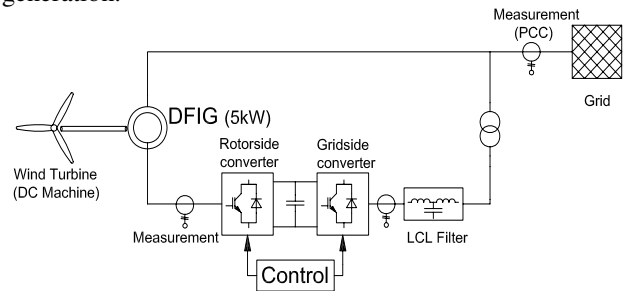 generation.
Measurement
(PCC)
Grid
DFIG (5kW)
Wind Turbine
(DC Machine)
Rotorside
converter
Gridside
converter
Measurement
LCL Filter
Control